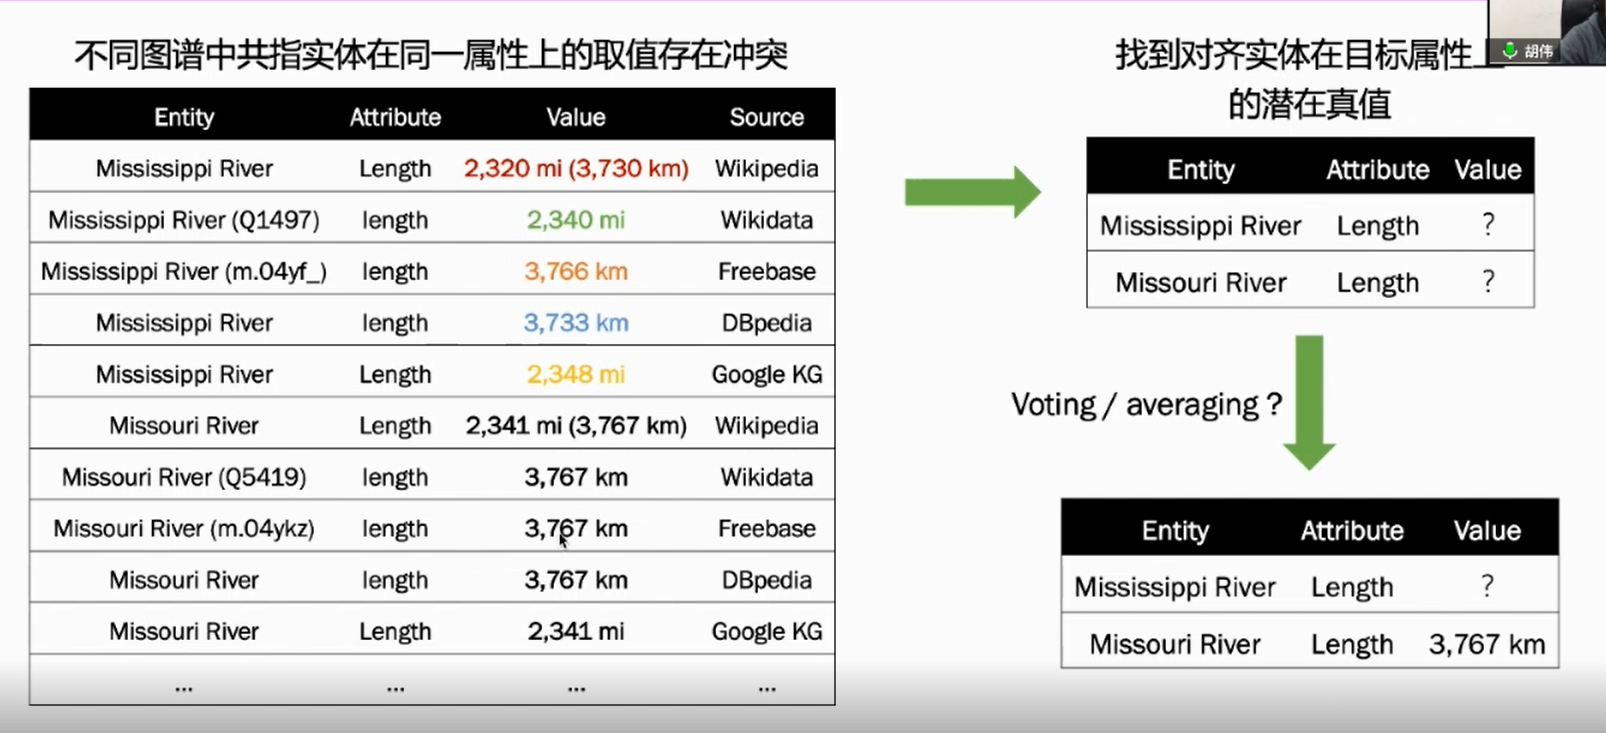 不同图谱中共指实体在同一属性上的取值存在冲突
Entity Attribute Value Source
Mississippi River Length 2,320 mi (3,730 km) Wikipedia
Mississippi River (Q1497) length 2,340 mi Wikidata
Mississippi River (m.04yf_) length 3,766 km Freebase
Mississippi River length 3,733 km DBpedia
Mississippi River Length 2,348 mi Google KG
Missouri River Length 2,341 mi (3,767 km) Wikipedia
Missouri River (Q5419) length 3,767 km Wikidata
Missouri River (m.04ykz) length 3,767 km Freebase
Missouri River length 3,767 km DBpedia
Missouri River Length 2,341 mi Google KG
... ... ... ...
胡伟
找到对齐实体在目标属性上
的潜在真值
Entity Attribute Value
Mississippi River Length ?
Missouri River Length ?
Voting / averaging ?
Entity Attribute Value
Mississippi River Length ?
Missouri River Length 3,767 km